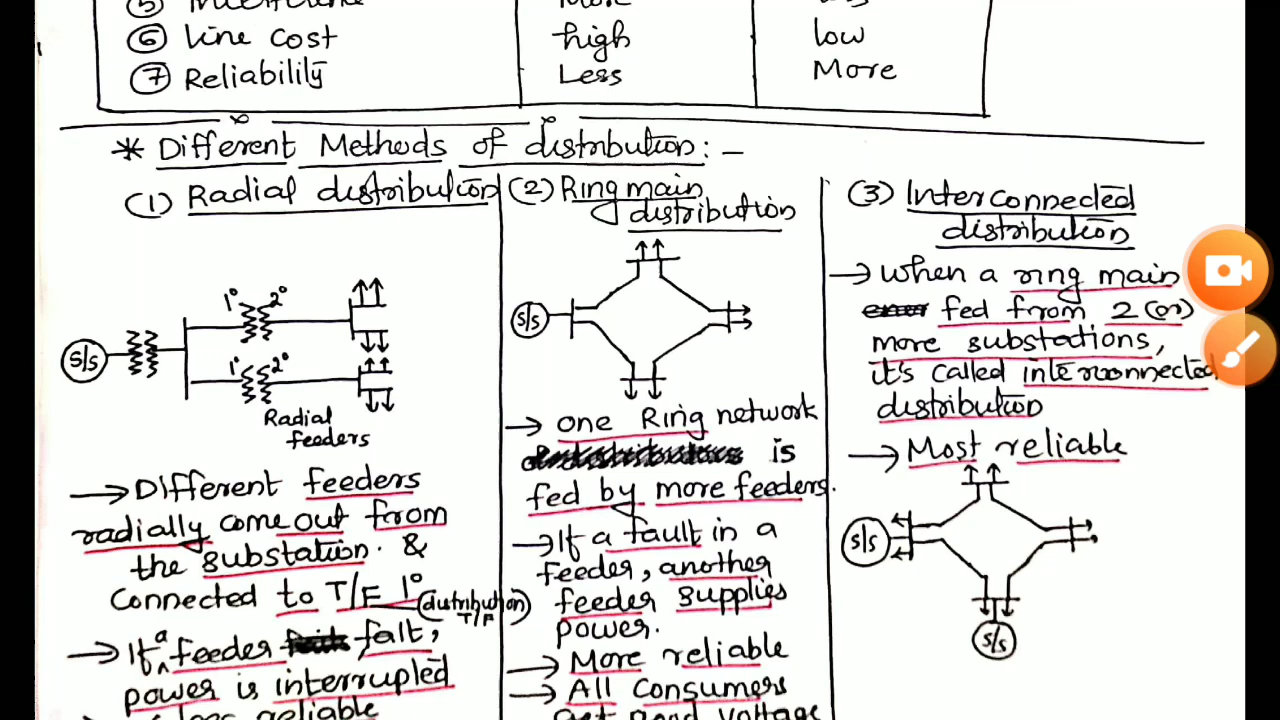 ⑥ Line Cost high low
⑦ Reliability Less More
* Different Methods of distribution: -
(1) Radial distribution
1° 2°
S/S
1° 2°
Radial
feeders
→ Different feeders
radially come out from
the substation. &
Connected to T/F 1° (distribution
T/F)
→ If a feeder falt,
power is interrupted
(2) Ring main
distribution
S/S
→ one Ring network
is
fed by more feeders.
→ If a fault in a
feeder, another
feeder supplies
power.
→ More reliable
→ All Consumers
(3) Interconnected
distribution
→ when a ring main
fed from 2 (or)
more substations,
it's called interconnected
distribution
→ Most reliable
S/S
S/S